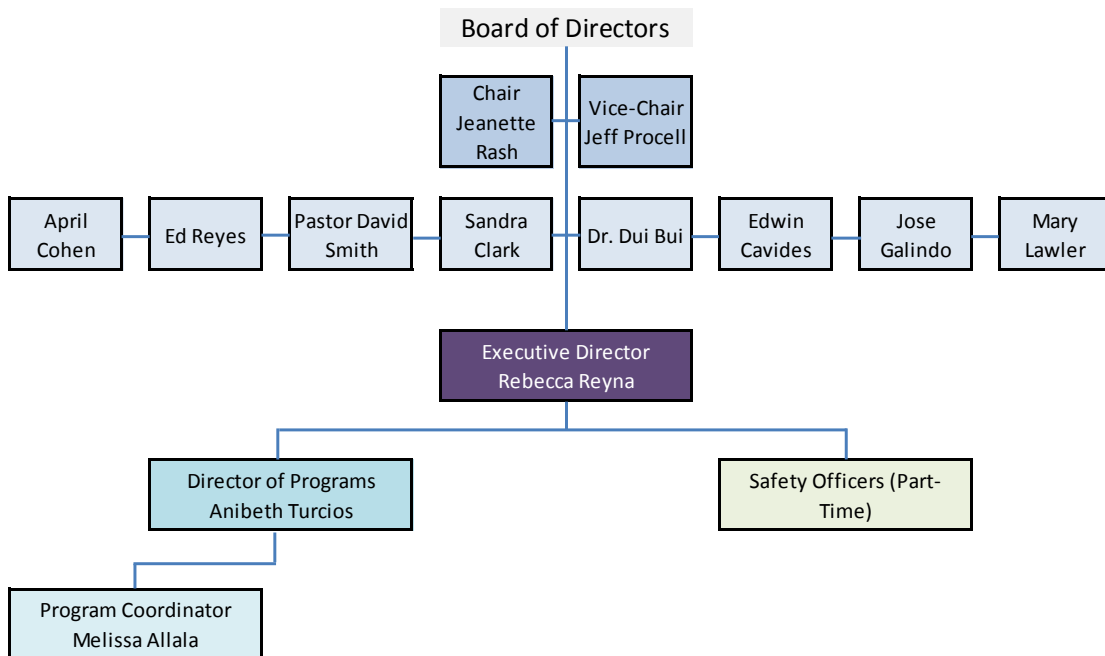 Board of Directors
Chair
Jeanette
Rash
Vice-Chair
Jeff Procell
April
Cohen
Ed Reyes
Pastor David
Smith
Sandra
Clark
Dr. Dui Bui
Edwin
Cavides
Jose
Galindo
Mary
Lawler
Executive Director
Rebecca Reyna
Director of Programs
Anibeth Turcios
Safety Officers (Part-
Time)
Program Coordinator
Melissa Allala